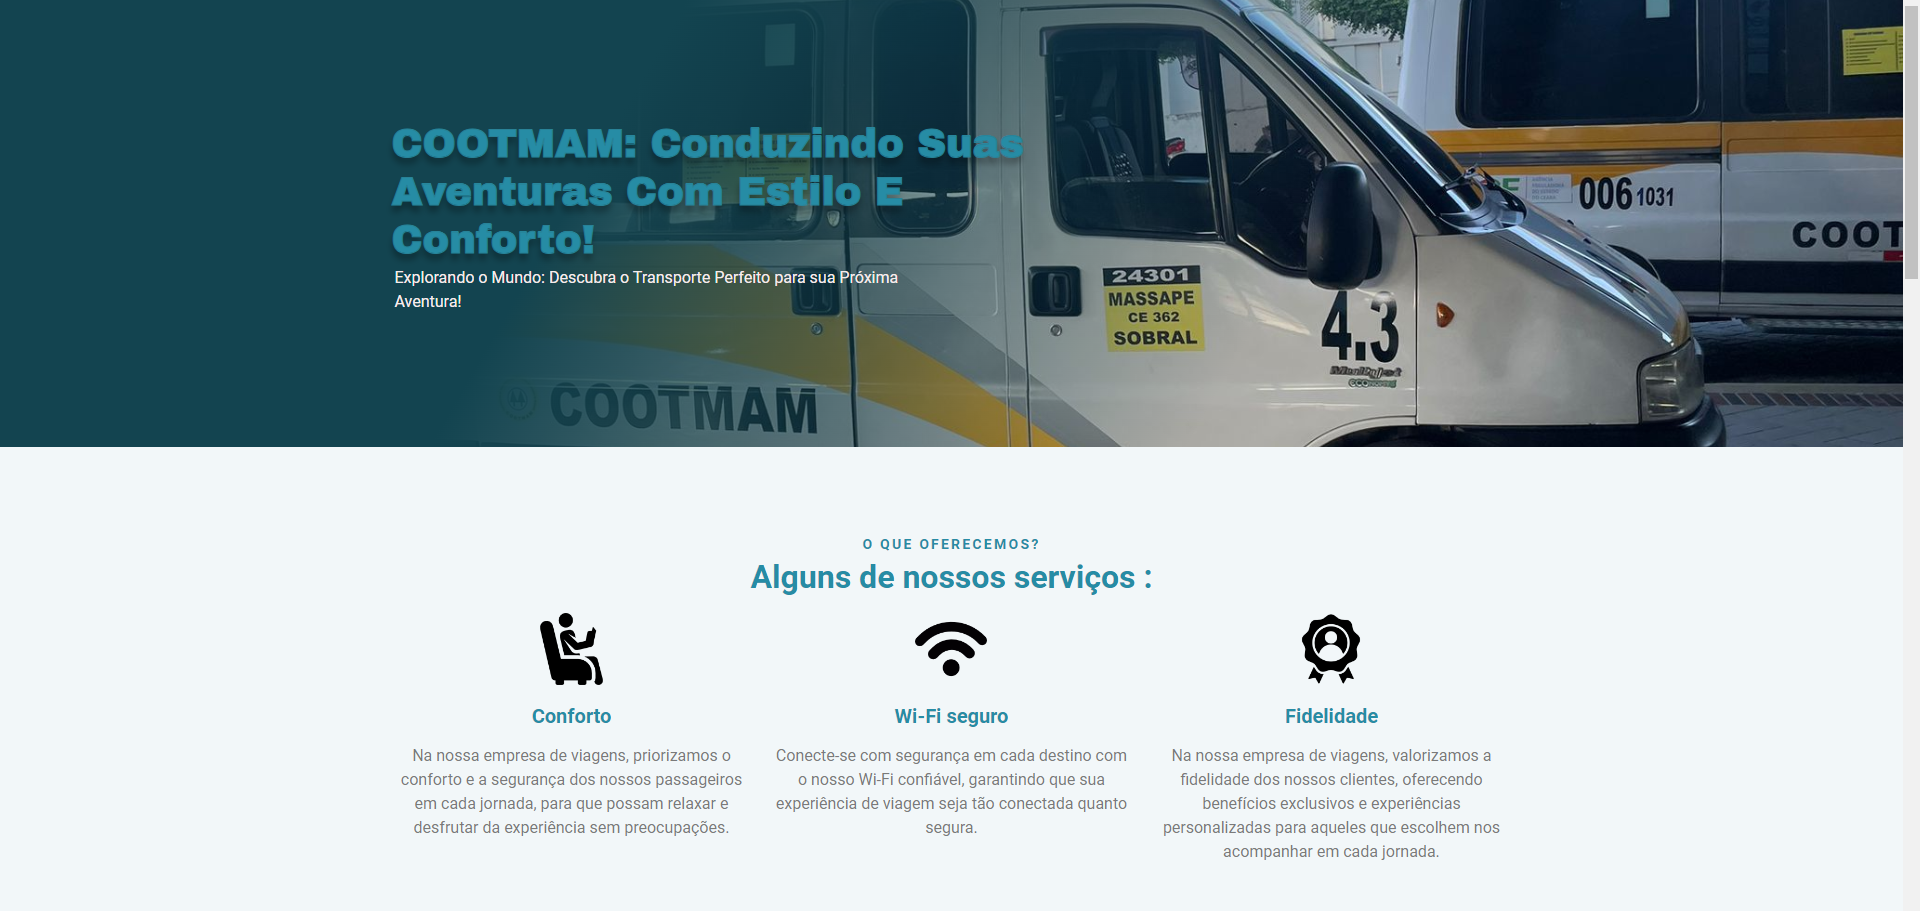 COOTMAM: Conduzindo Suas
Aventuras Com Estilo E
Conforto!
Explorando o Mundo: Descubra o Transporte Perfeito para sua Próxima
Aventura!
006 1031
COOT
24301
MASSAPE
CE 362
SOBRAL
4.3
economy
COOTMAM
O QUE OFERECEMOS?
Alguns de nossos serviços :
Conforto
Na nossa empresa de viagens, priorizamos o
conforto e a segurança dos nossos passageiros
em cada jornada, para que possam relaxar e
desfrutar da experiência sem preocupações.
Wi-Fi seguro
Conecte-se com segurança em cada destino com
o nosso Wi-Fi confiável, garantindo que sua
experiência de viagem seja tão conectada quanto
segura.
Fidelidade
Na nossa empresa de viagens, valorizamos a
fidelidade dos nossos clientes, oferecendo
benefícios exclusivos e experiências
personalizadas para aqueles que escolhem nos
acompanhar em cada jornada.